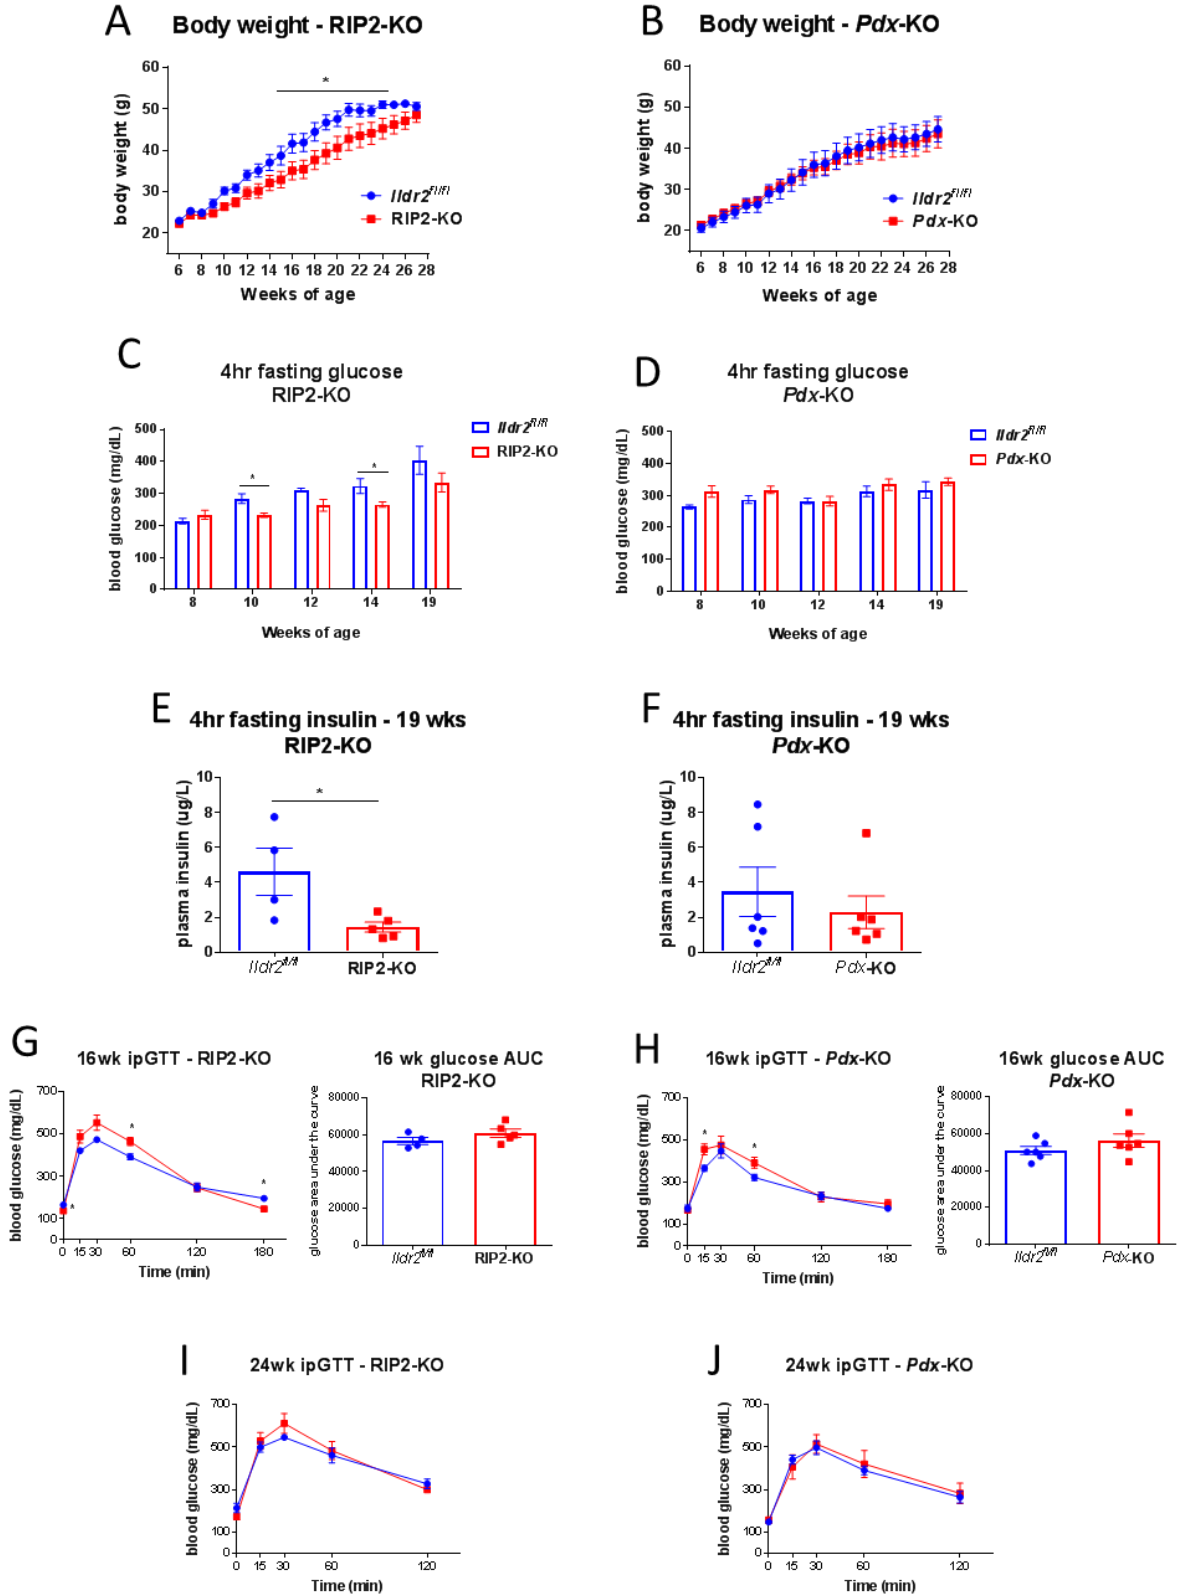 A Body weight - RIP2-KO
60
50
40
30
20
body weight (g)
*
Ildr2fl/fl
RIP2-KO
6 8 10 12 14 16 18 20 22 24 26 28
Weeks of age
B Body weight - Pdx-KO
60
50
40
30
20
body weight (g)
Ildr2fl/fl
Pdx-KO
6 8 10 12 14 16 18 20 22 24 26 28
Weeks of age
C
4hr fasting glucose
RIP2-KO
500
400
300
200
100
0
blood glucose (mg/dL)
* *
Ildr2fl/fl
RIP2-KO
8 10 12 14 19
Weeks of age
D
4hr fasting glucose
Pdx-KO
500
400
300
200
100
0
blood glucose (mg/dL)
Ildr2fl/fl
Pdx-KO
8 10 12 14 19
Weeks of age
E
4hr fasting insulin - 19 wks
RIP2-KO
10
8
6
4
2
0
plasma insulin (ug/L)
*
Ildr2fl/fl RIP2-KO
F
4hr fasting insulin - 19 wks
Pdx-KO
10
8
6
4
2
0
plasma insulin (ug/L)
Ildr2fl/fl Pdx-KO
G
16wk ipGTT - RIP2-KO
700
500
300
100
0
blood glucose (mg/dL)
* * *
0 15 30 60 120 180
Time (min)
16 wk glucose AUC
RIP2-KO
80000
60000
40000
20000
0
glucose area under the curve
Ildr2fl/fl RIP2-KO
H
16wk ipGTT - Pdx-KO
700
500
300
100
0
blood glucose (mg/dL)
* *
0 15 30 60 120 180
Time (min)
16wk glucose AUC
Pdx-KO
80000
60000
40000
20000
0
glucose area under the curve
Ildr2fl/fl Pdx-KO
I
24wk ipGTT - RIP2-KO
700
500
300
100
0
blood glucose (mg/dL)
0 15 30 60 120
Time (min)
J
24wk ipGTT - Pdx-KO
700
500
300
100
0
blood glucose (mg/dL)
0 15 30 60 120
Time (min)